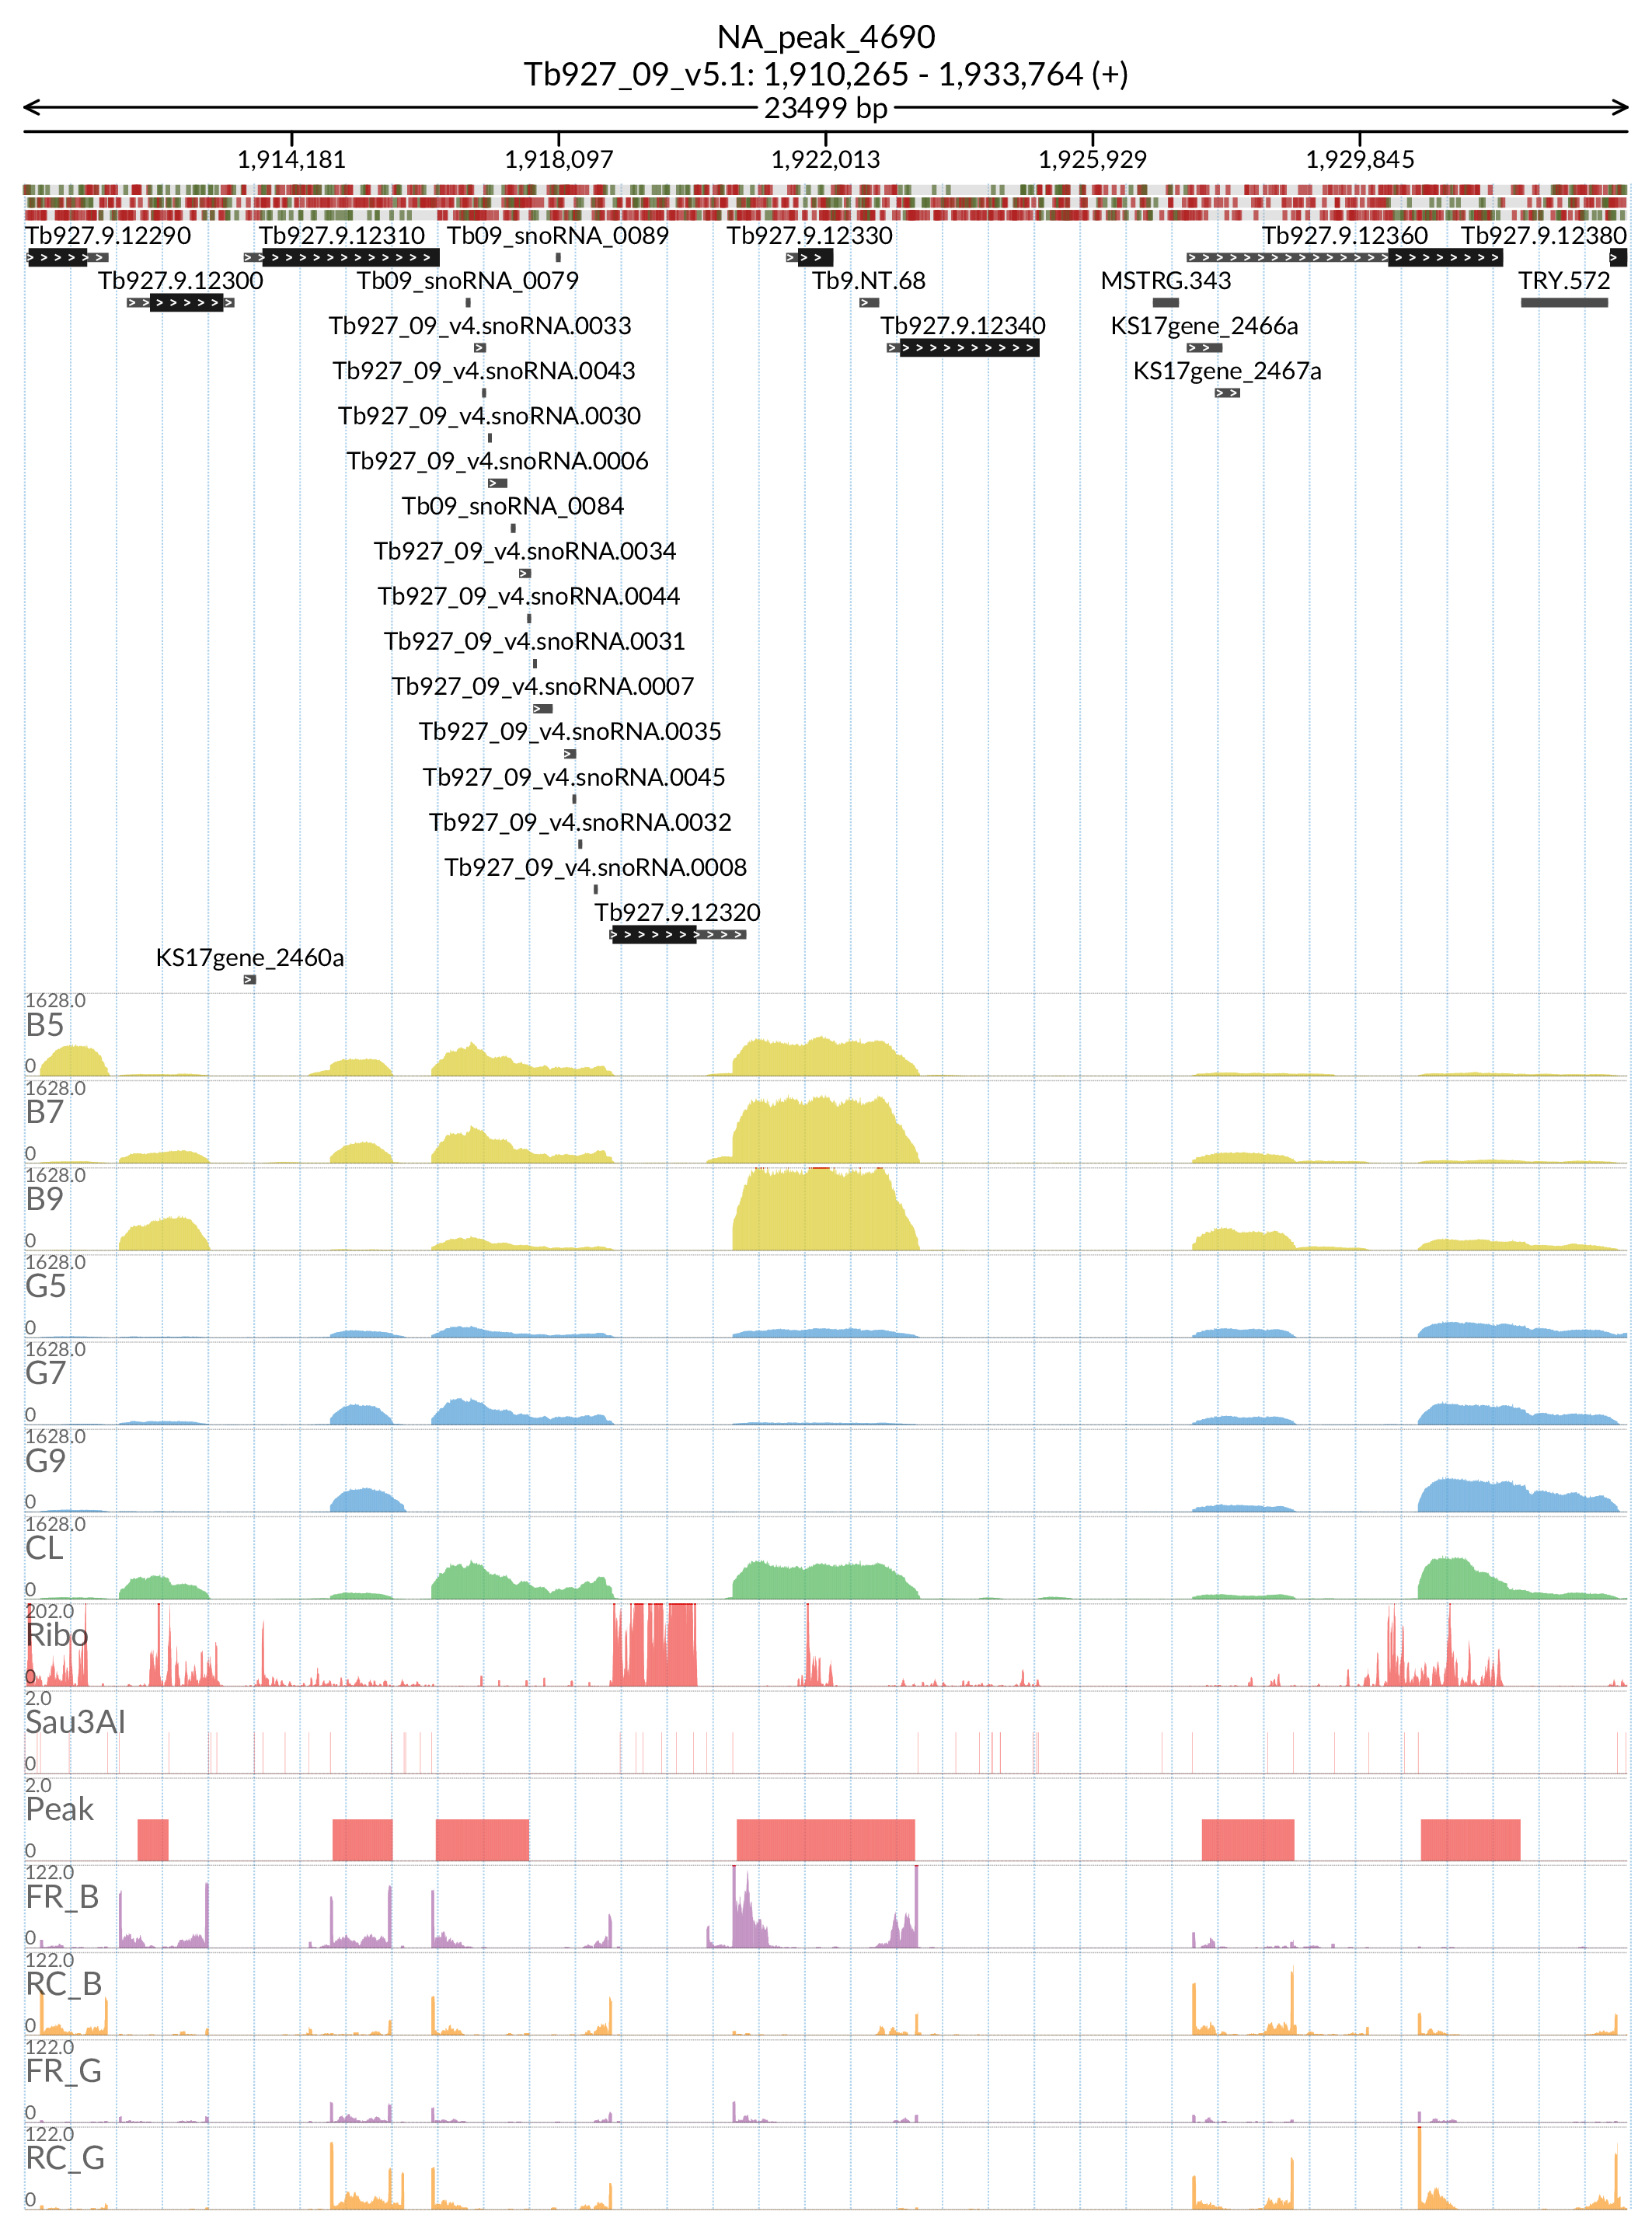 NA_peak_4690
Tb927_09_v5.1: 1,910,265 - 1,933,764 (+)
23499 bp
1,914,181 1,918,097 1,922,013 1,925,929 1,929,845
Tb927.9.12290 Tb927.9.12310 Tb09_snoRNA_0089 Tb927.9.12330 Tb927.9.12360 Tb927.9.12380
Tb927.9.12300 Tb09_snoRNA_0079 Tb9.NT.68 MSTRG.343 TRY.572
Tb927_09_v4.snoRNA.0033 Tb927.9.12340 KS17gene_2466a
Tb927_09_v4.snoRNA.0043 KS17gene_2467a
Tb927_09_v4.snoRNA.0030
Tb927_09_v4.snoRNA.0006
Tb09_snoRNA_0084
Tb927_09_v4.snoRNA.0034
Tb927_09_v4.snoRNA.0044
Tb927_09_v4.snoRNA.0031
Tb927_09_v4.snoRNA.0007
Tb927_09_v4.snoRNA.0035
Tb927_09_v4.snoRNA.0045
Tb927_09_v4.snoRNA.0032
Tb927_09_v4.snoRNA.0008
Tb927.9.12320
KS17gene_2460a
1628.0
B5
0
1628.0
B7
0
1628.0
B9
0
1628.0
G5
0
1628.0
G7
0
1628.0
G9
0
1628.0
CL
0
202.0
Ribo
0
2.0
Sau3AI
0
2.0
Peak
0
122.0
FR_B
0
122.0
RC_B
0
122.0
FR_G
0
122.0
RC_G
0